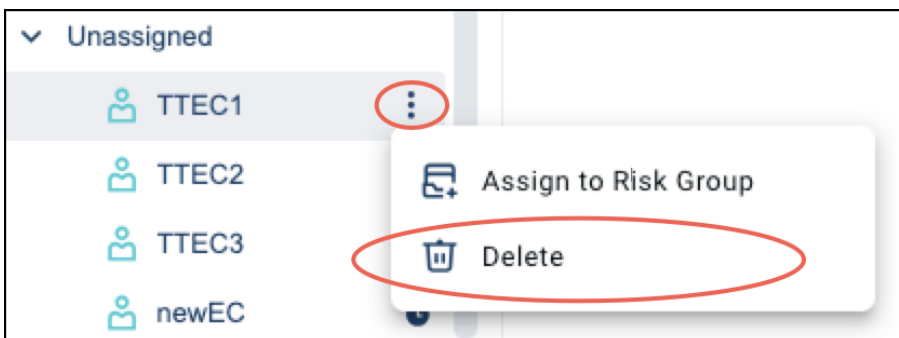 Unassigned
TTEC1
TTEC2
Assign to Risk Group
TTEC3
Delete
newEC